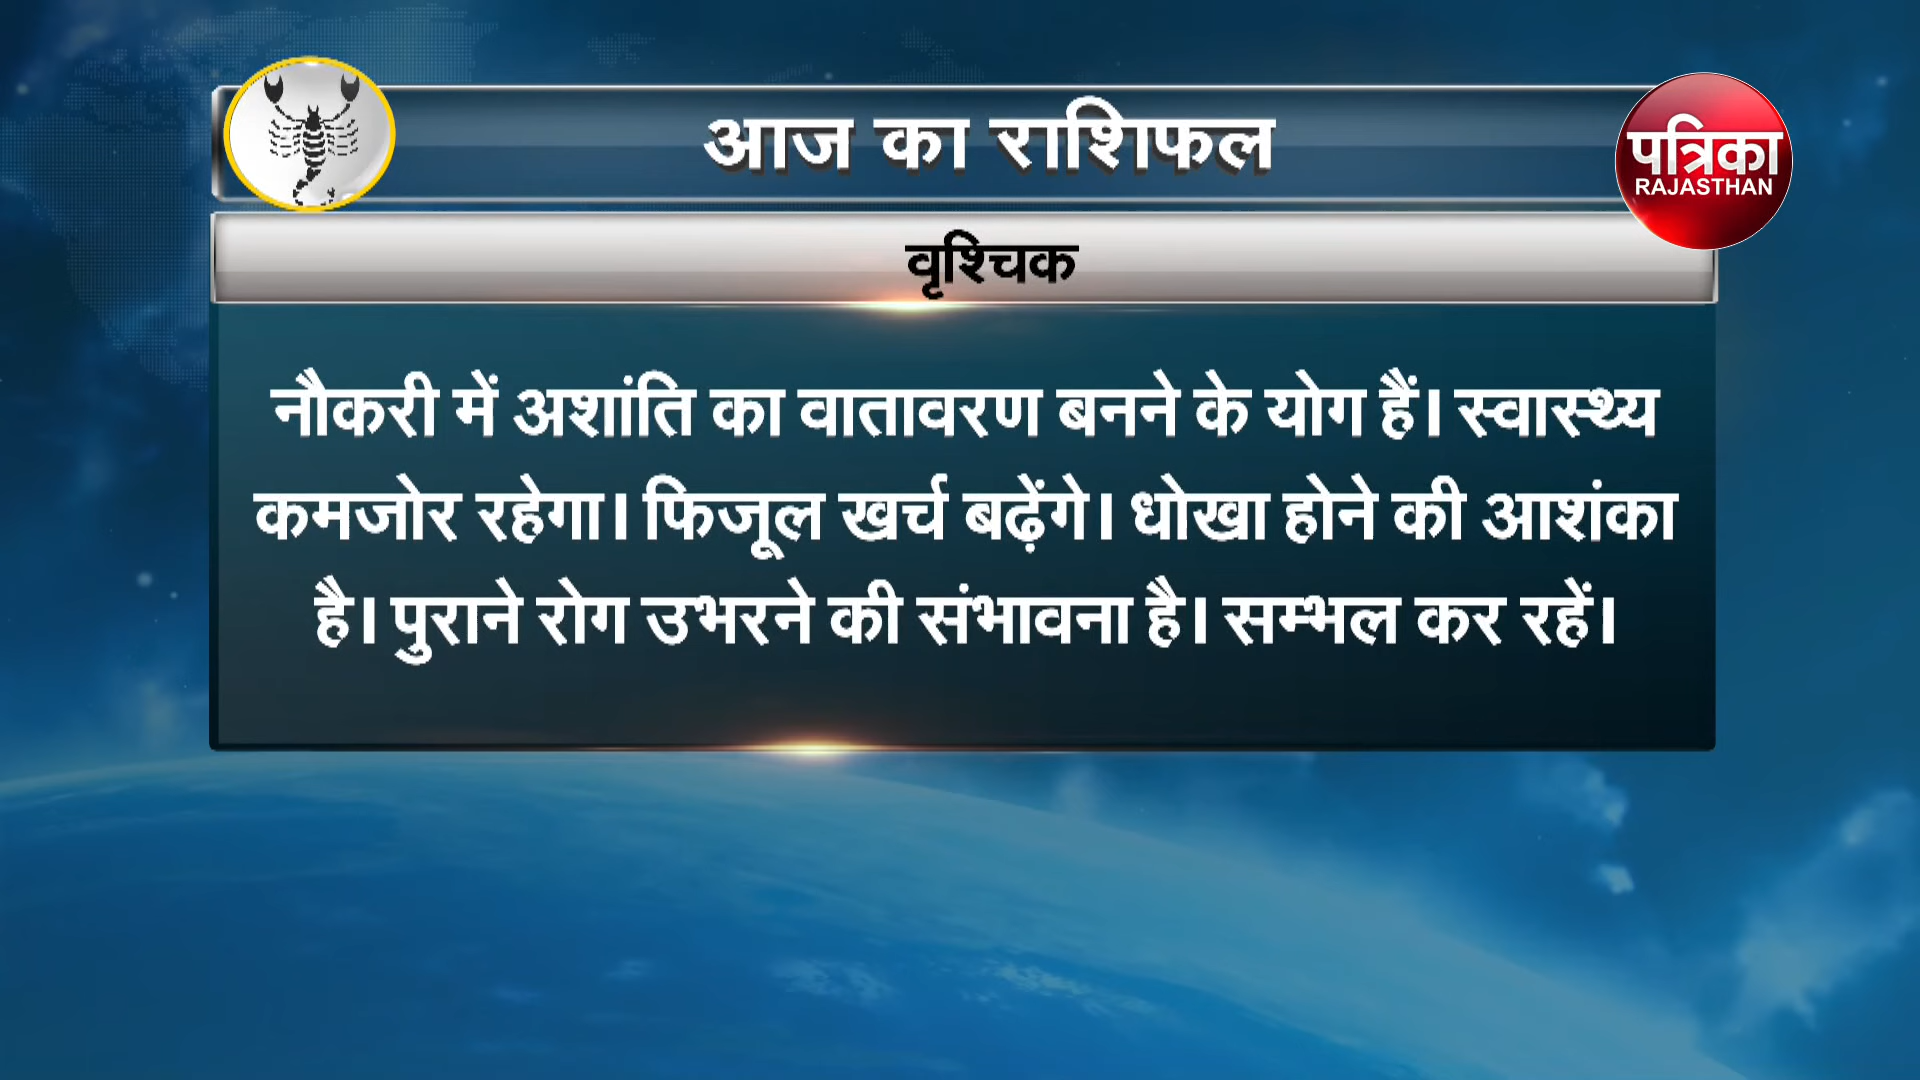 आज का राशिफल
पत्रिका
RAJASTHAN
वृश्चिक
नौकरी में अशांति का वातावरण बनने के योग हैं। स्वास्थ्य
कमजोर रहेगा। फिजूल खर्च बढ़ेंगे। धोखा होने की आशंका
है। पुराने रोग उभरने की संभावना है। सम्भल कर रहें।